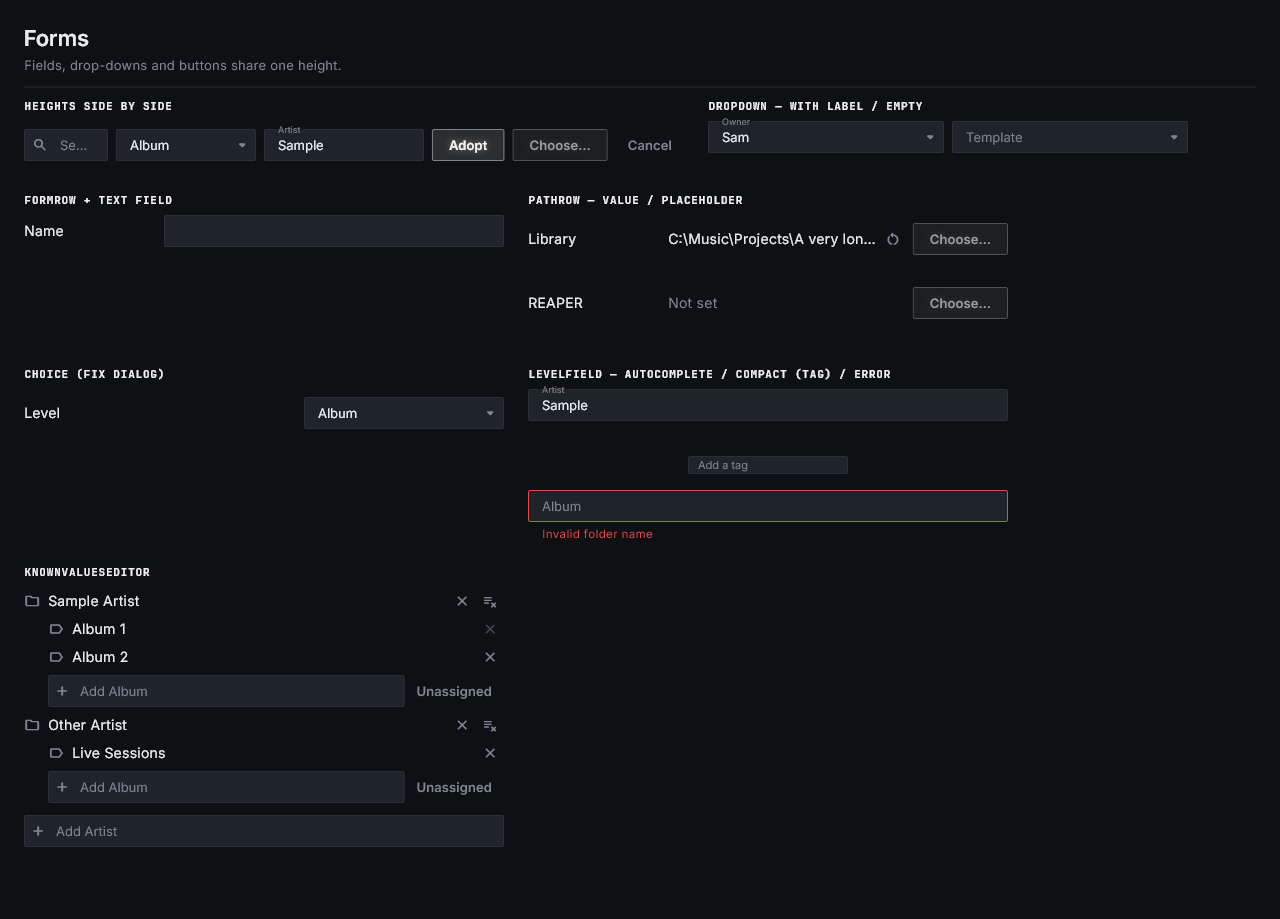 Forms
Fields, drop-downs and buttons share one height.
HEIGHTS SIDE BY SIDE
Se...
Album
Artist
Sample
Adopt
Choose...
Cancel
DROPDOWN — WITH LABEL / EMPTY
Owner
Sam
Template
FORMROW + TEXT FIELD
Name
PATHROW — VALUE / PLACEHOLDER
Library
C:\Music\Projects\A very lon...
Choose...
REAPER
Not set
Choose...
CHOICE (FIX DIALOG)
Level
Album
LEVELFIELD — AUTOCOMPLETE / COMPACT (TAG) / ERROR
Artist
Sample
Add a tag
Album
Invalid folder name
KNOWNVALUESEDITOR
Sample Artist
Album 1
Album 2
Add Album
Unassigned
Other Artist
Live Sessions
Add Album
Unassigned
Add Artist